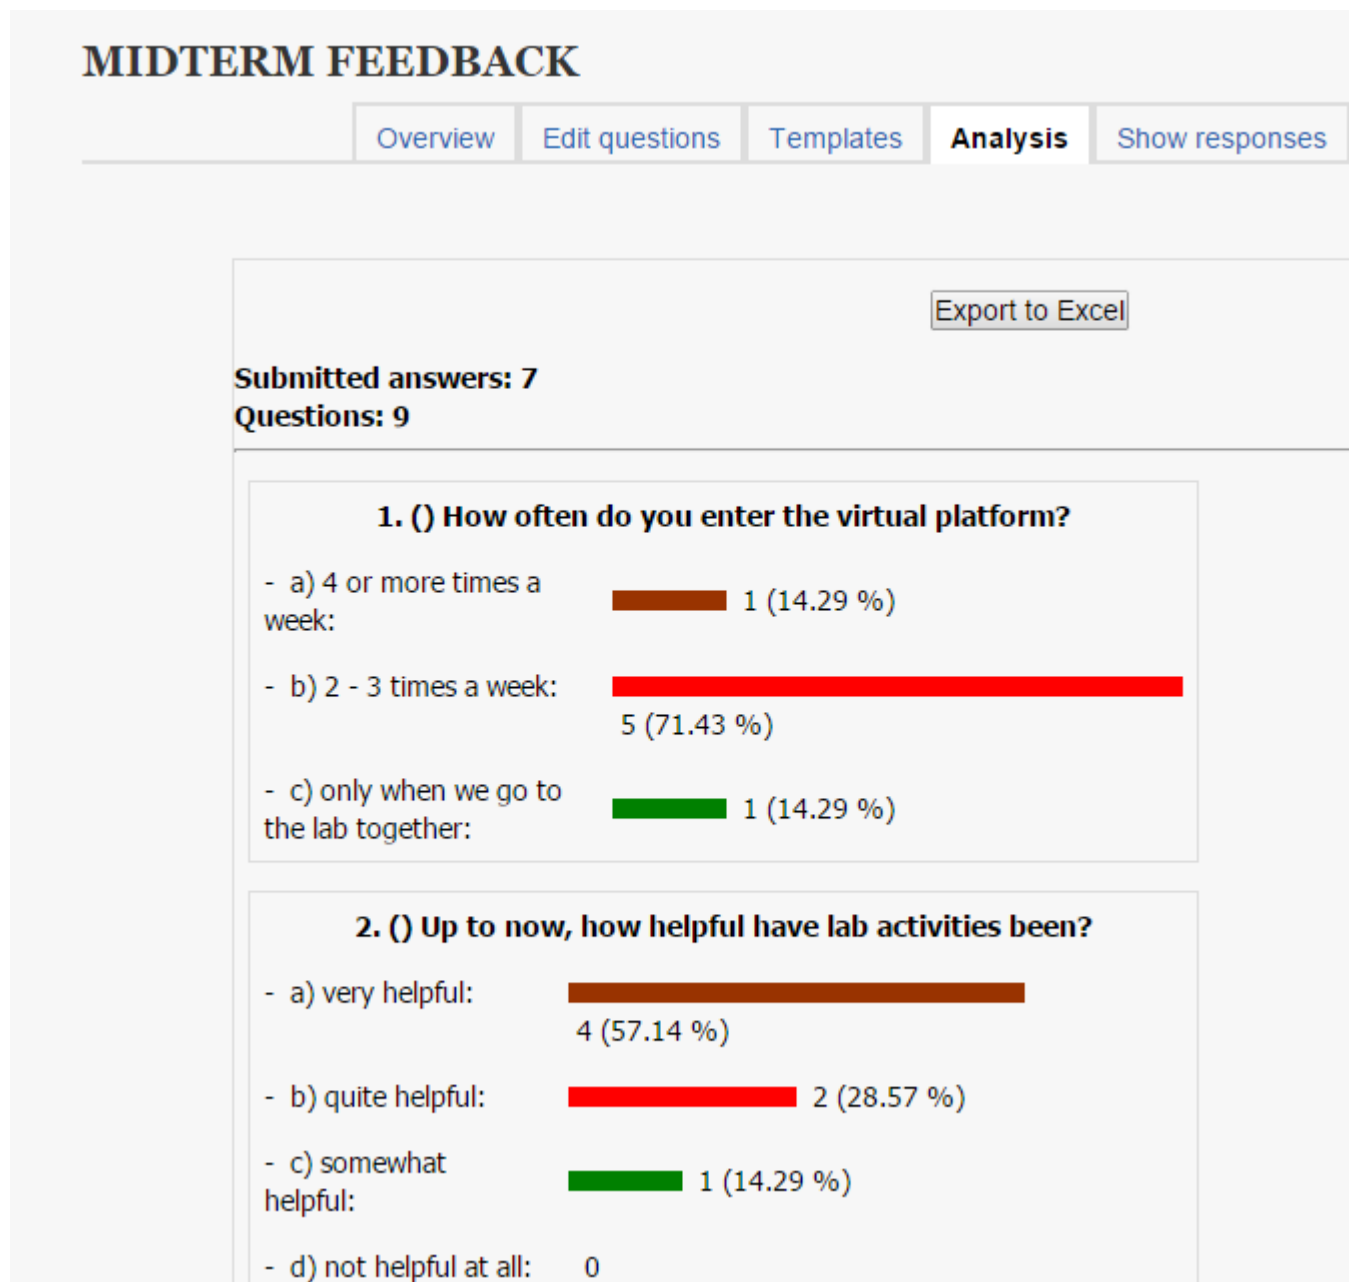 MIDTERM FEEDBACK
Overview Edit questions Templates Analysis Show responses
Export to Excel
Submitted answers: 7
Questions: 9
1. () How often do you enter the virtual platform?
- a) 4 or more times a
week:
1 (14.29 %)
- b) 2 - 3 times a week:
5 (71.43 %)
- c) only when we go to
the lab together:
1 (14.29 %)
2. () Up to now, how helpful have lab activities been?
- a) very helpful:
4 (57.14 %)
- b) quite helpful: 2 (28.57 %)
- c) somewhat
helpful:
1 (14.29 %)
- d) not helpful at all: 0